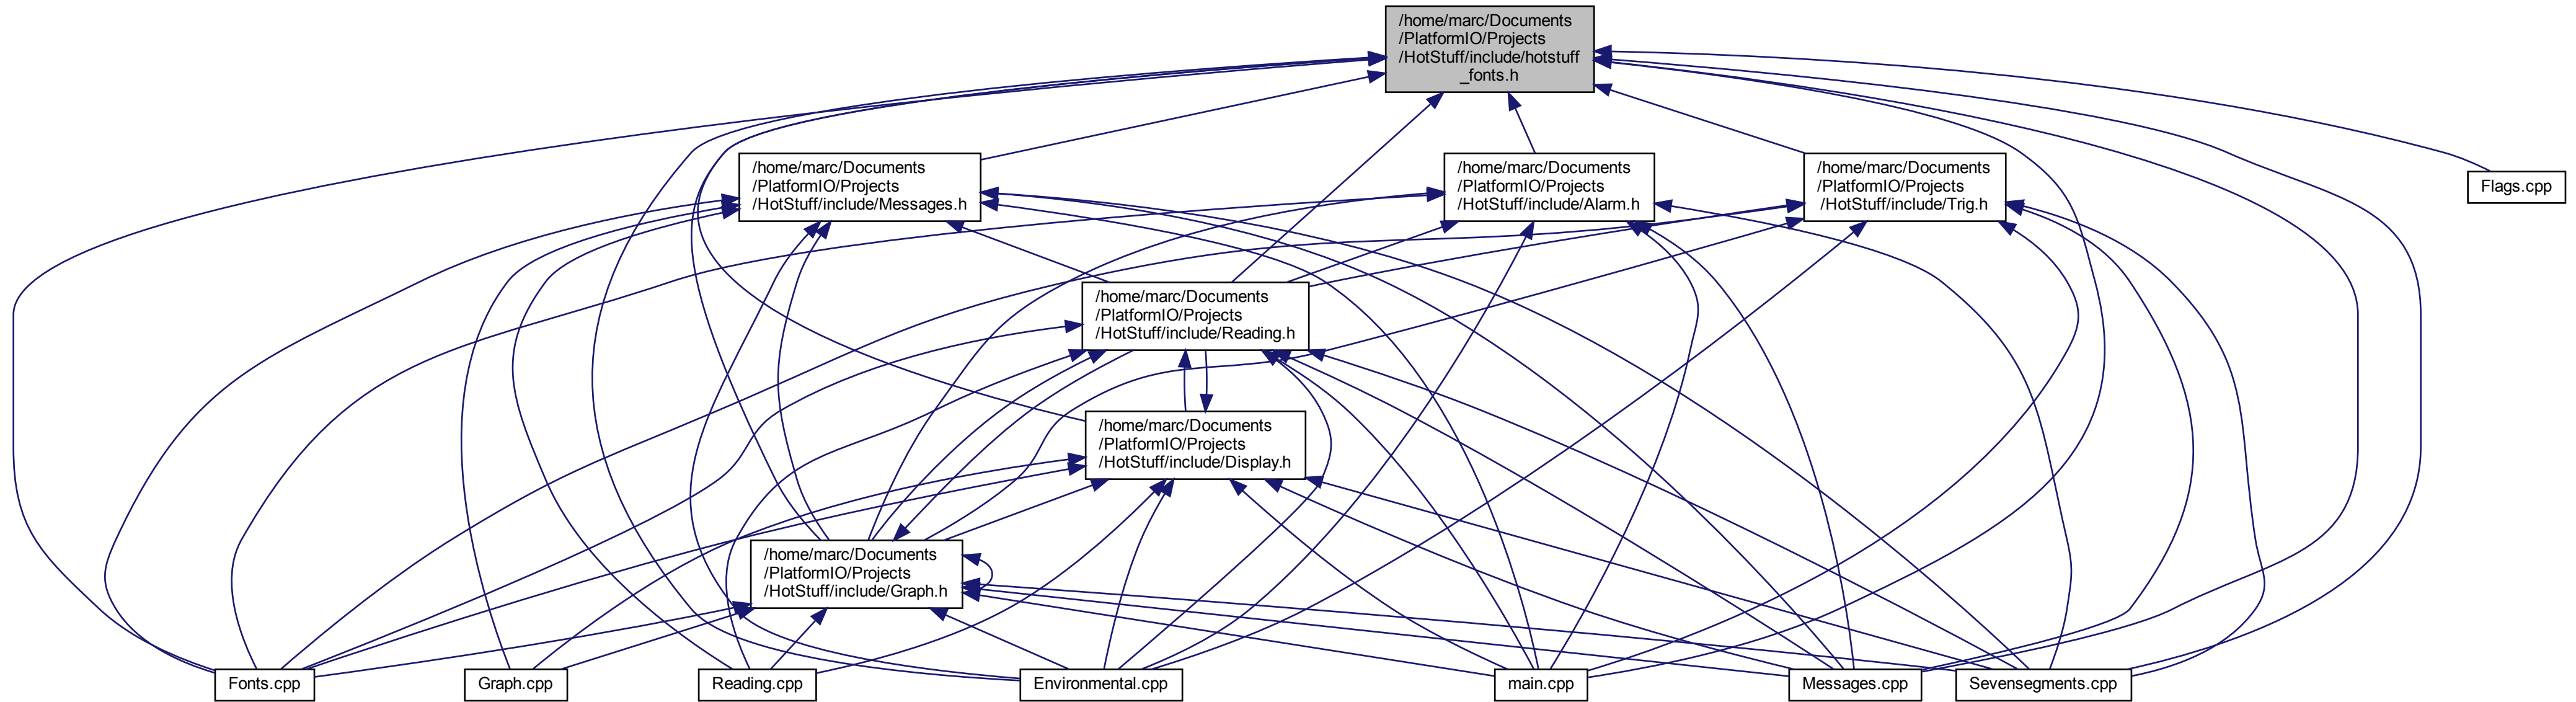 /home/marc/Documents
/PlatformIO/Projects
/HotStuff/include/hotstuff
_fonts.h
/home/marc/Documents
/PlatformIO/Projects
/HotStuff/include/Messages.h
/home/marc/Documents
/PlatformIO/Projects
/HotStuff/include/Alarm.h
/home/marc/Documents
/PlatformIO/Projects
/HotStuff/include/Trig.h
Flags.cpp
/home/marc/Documents
/PlatformIO/Projects
/HotStuff/include/Reading.h
/home/marc/Documents
/PlatformIO/Projects
/HotStuff/include/Display.h
/home/marc/Documents
/PlatformIO/Projects
/HotStuff/include/Graph.h
Fonts.cpp
Graph.cpp
Reading.cpp
Environmental.cpp
main.cpp
Messages.cpp
Sevensegments.cpp